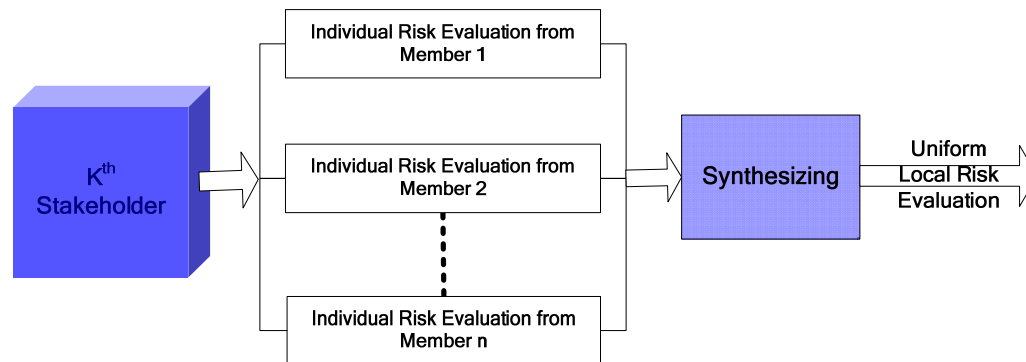 Individual Risk Evaluation from
Member 1
K^th
Stakeholder
Individual Risk Evaluation from
Member 2
Individual Risk Evaluation from
Member n
Synthesizing
Uniform
Local Risk
Evaluation